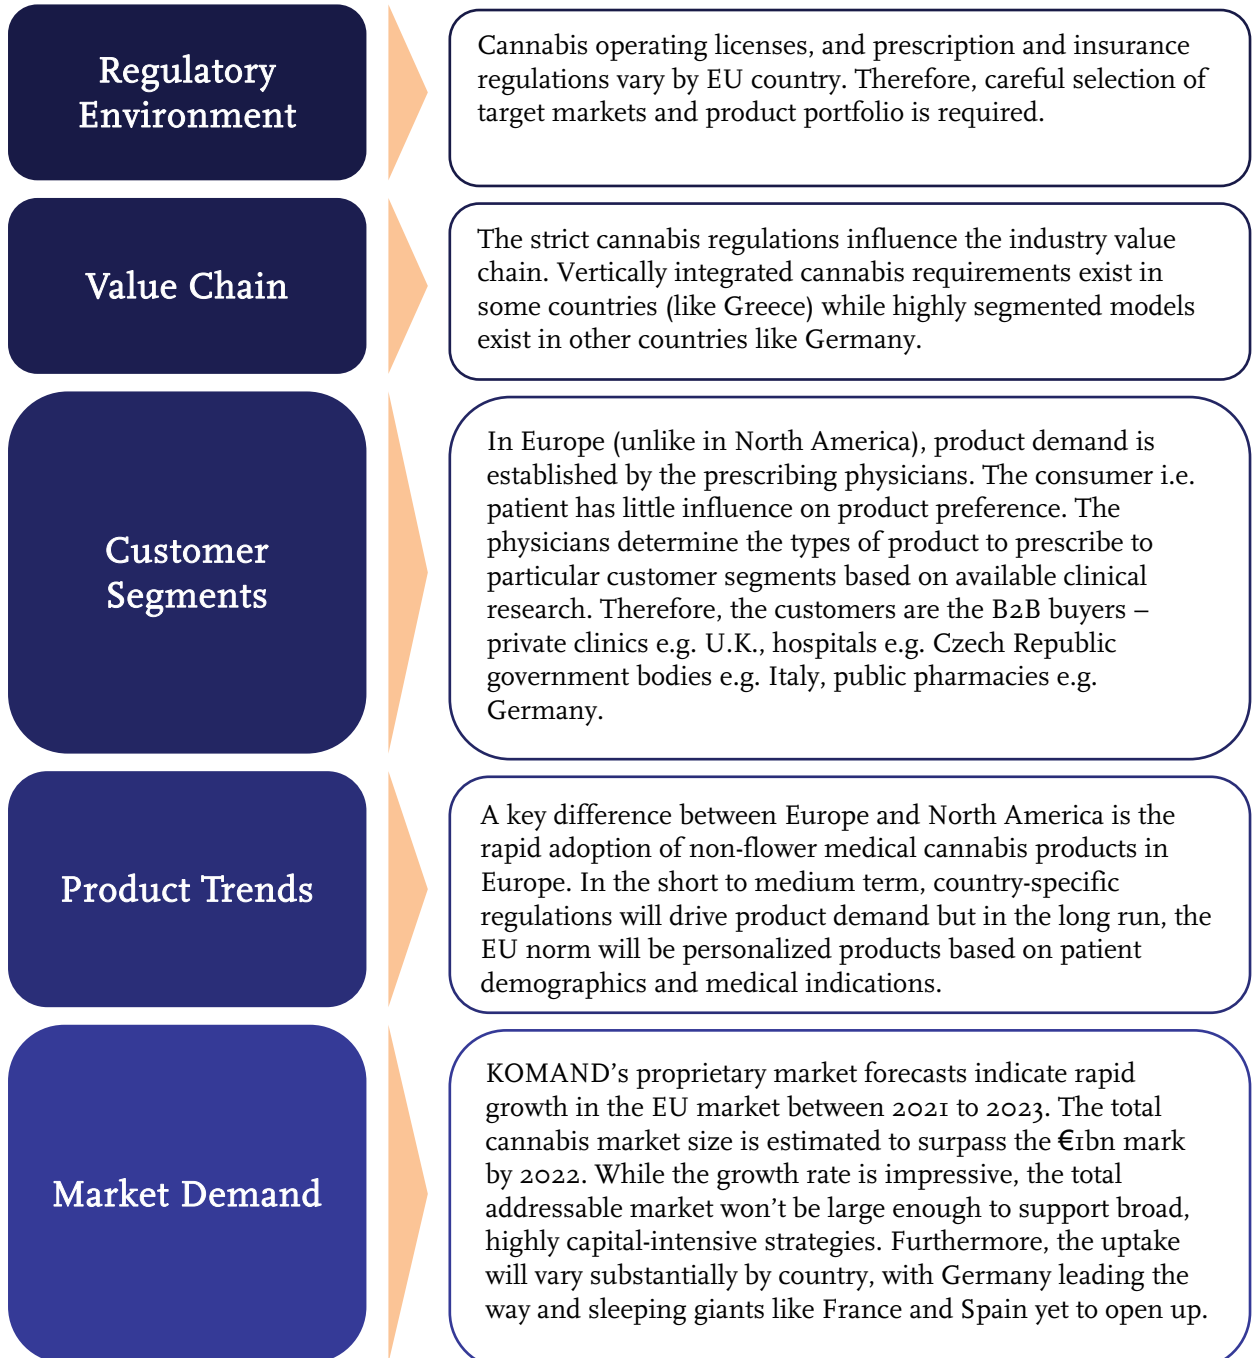 Regulatory
Environment
Cannabis operating licenses, and prescription and insurance
regulations vary by EU country. Therefore, careful selection of
target markets and product portfolio is required.
Value Chain
The strict cannabis regulations influence the industry value
chain. Vertically integrated cannabis requirements exist in
some countries (like Greece) while highly segmented models
exist in other countries like Germany.
Customer
Segments
In Europe (unlike in North America), product demand is
established by the prescribing physicians. The consumer i.e.
patient has little influence on product preference. The
physicians determine the types of product to prescribe to
particular customer segments based on available clinical
research. Therefore, the customers are the B2B buyers –
private clinics e.g. U.K., hospitals e.g. Czech Republic
government bodies e.g. Italy, public pharmacies e.g.
Germany.
Product Trends
A key difference between Europe and North America is the
rapid adoption of non-flower medical cannabis products in
Europe. In the short to medium term, country-specific
regulations will drive product demand but in the long run, the
EU norm will be personalized products based on patient
demographics and medical indications.
Market Demand
KOMAND’s proprietary market forecasts indicate rapid
growth in the EU market between 2021 to 2023. The total
cannabis market size is estimated to surpass the €1bn mark
by 2022. While the growth rate is impressive, the total
addressable market won’t be large enough to support broad,
highly capital-intensive strategies. Furthermore, the uptake
will vary substantially by country, with Germany leading the
way and sleeping giants like France and Spain yet to open up.